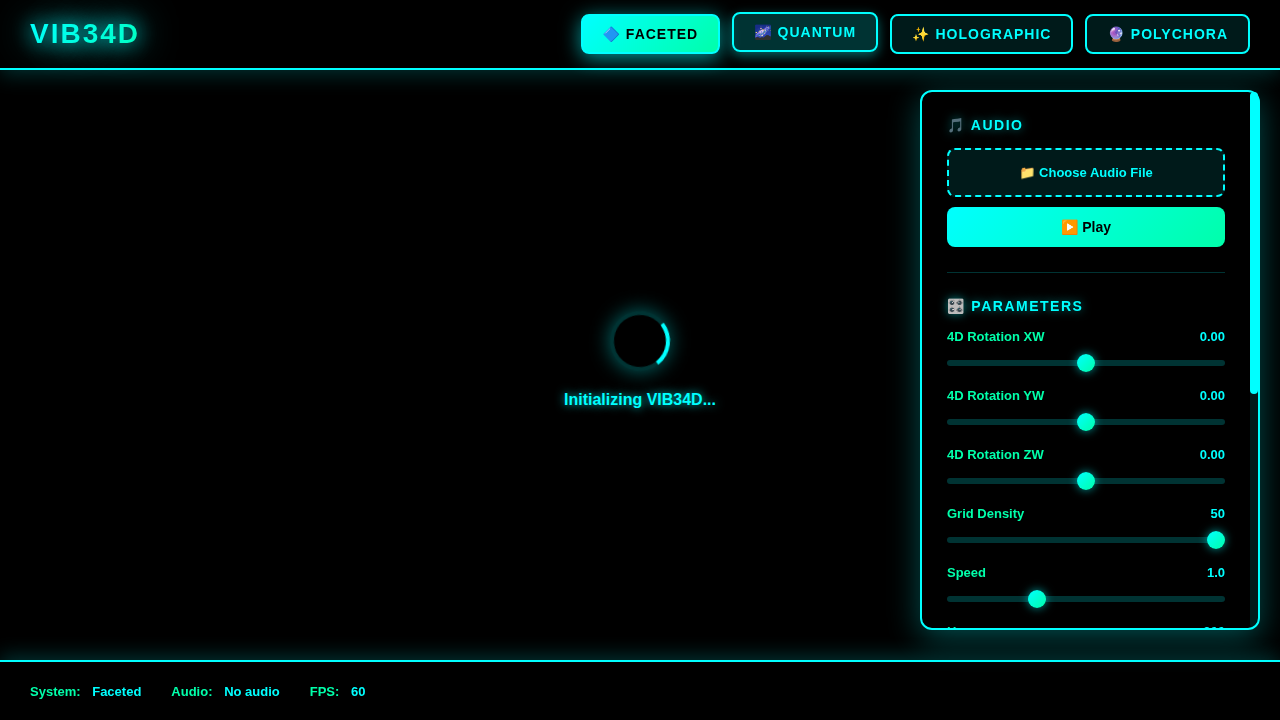 VIB34D
🔷 FACETED
🌌 QUANTUM
✨ HOLOGRAPHIC
🔮 POLYCHORA
🎵 AUDIO
📁 Choose Audio File
▶️ Play
🎛️ PARAMETERS
4D Rotation XW 0.00
4D Rotation YW 0.00
4D Rotation ZW 0.00
Grid Density 50
Speed 1.0
Initializing VIB34D...
System: Faceted Audio: No audio FPS: 60